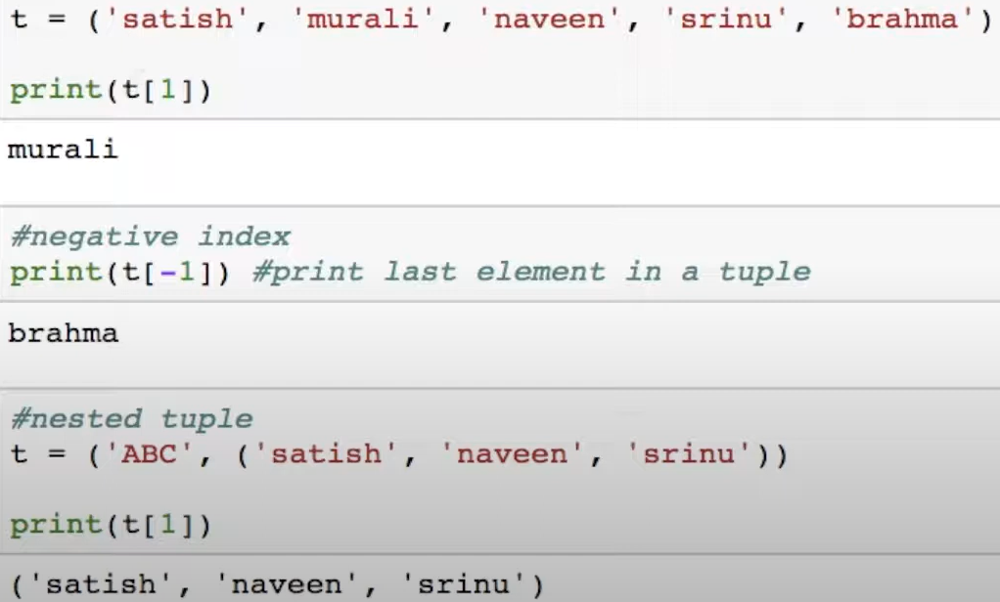 t = ('satish', 'murali', 'naveen', 'srinu', 'brahma')
print(t[1])
murali
#negative index
print(t[-1]) #print last element in a tuple
brahma
#nested tuple
t = ('ABC', ('satish', 'naveen', 'srinu'))
print(t[1])
('satish', 'naveen', 'srinu')